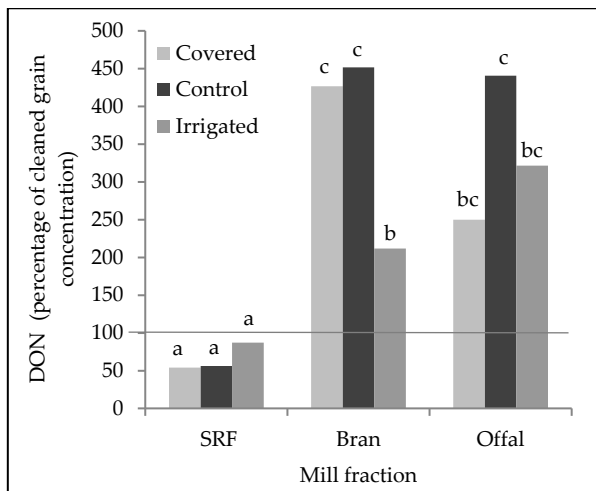 DON (percentage of cleaned grain
concentration)
500
450
400
350
300
250
200
150
100
50
0
Covered
Control
Irrigated
a
a
a
c
c
b
bc
c
bc
SRF
Bran
Offal
Mill fraction